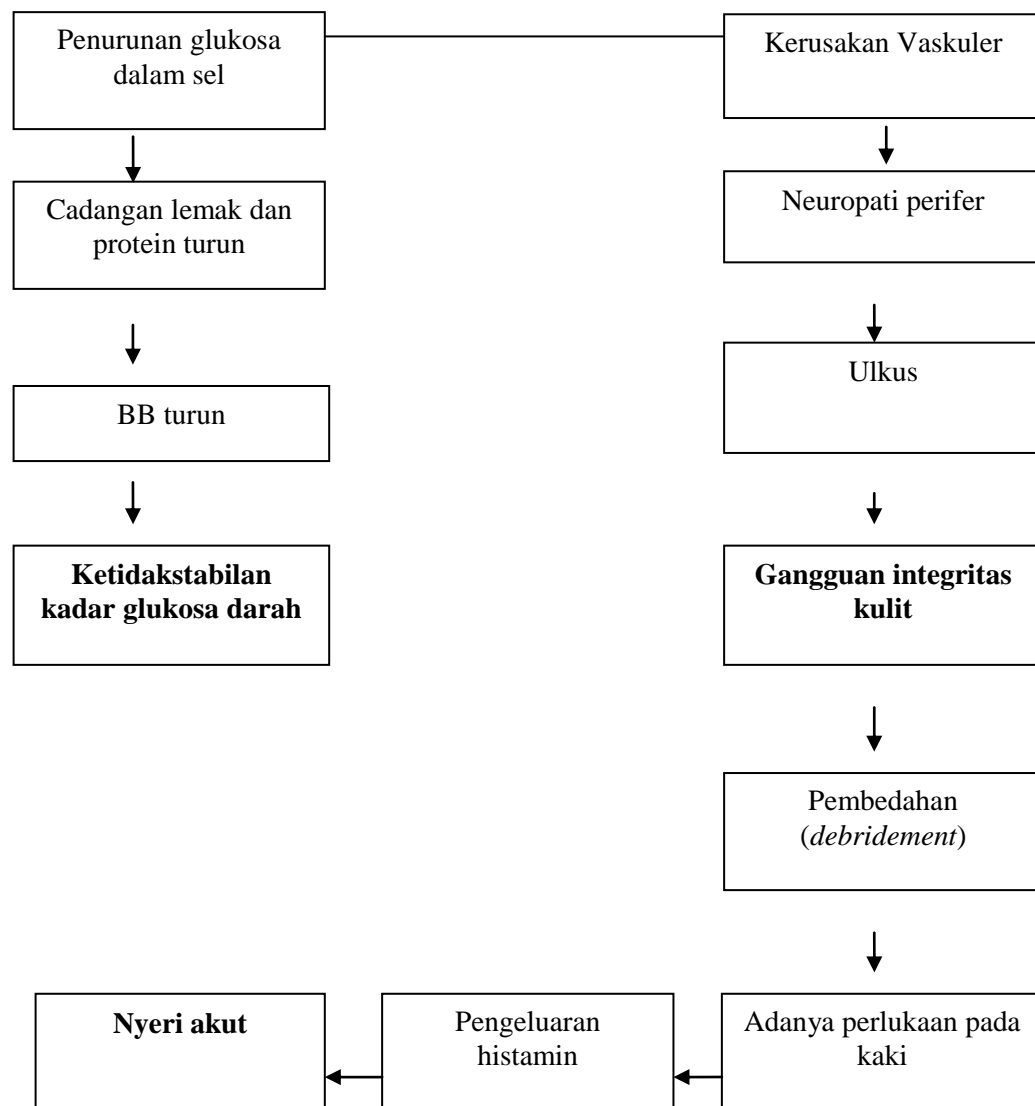 Penurunan glukosa
dalam sel
Kerusakan Vaskuler
Cadangan lemak dan
protein turun
Neuropati perifer
BB turun
Ulkus
Ketidakstabilan
kadar glukosa darah
Gangguan integritas
kulit
Pembedahan
(debridement)
Nyeri akut
Pengeluaran
histamin
Adanya perlukaan pada
kaki